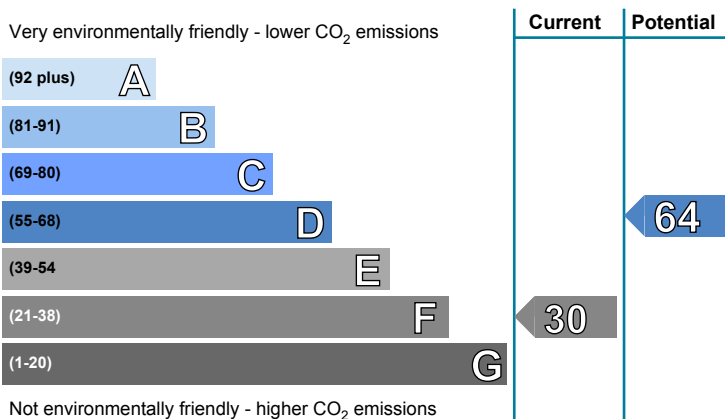 Current Potential
Very environmentally friendly - lower CO2 emissions
(92 plus) A
(81-91) B
(69-80) C
(55-68) D
64
(39-54 E
(21-38) F
30
(1-20) G
Not environmentally friendly - higher CO2 emissions